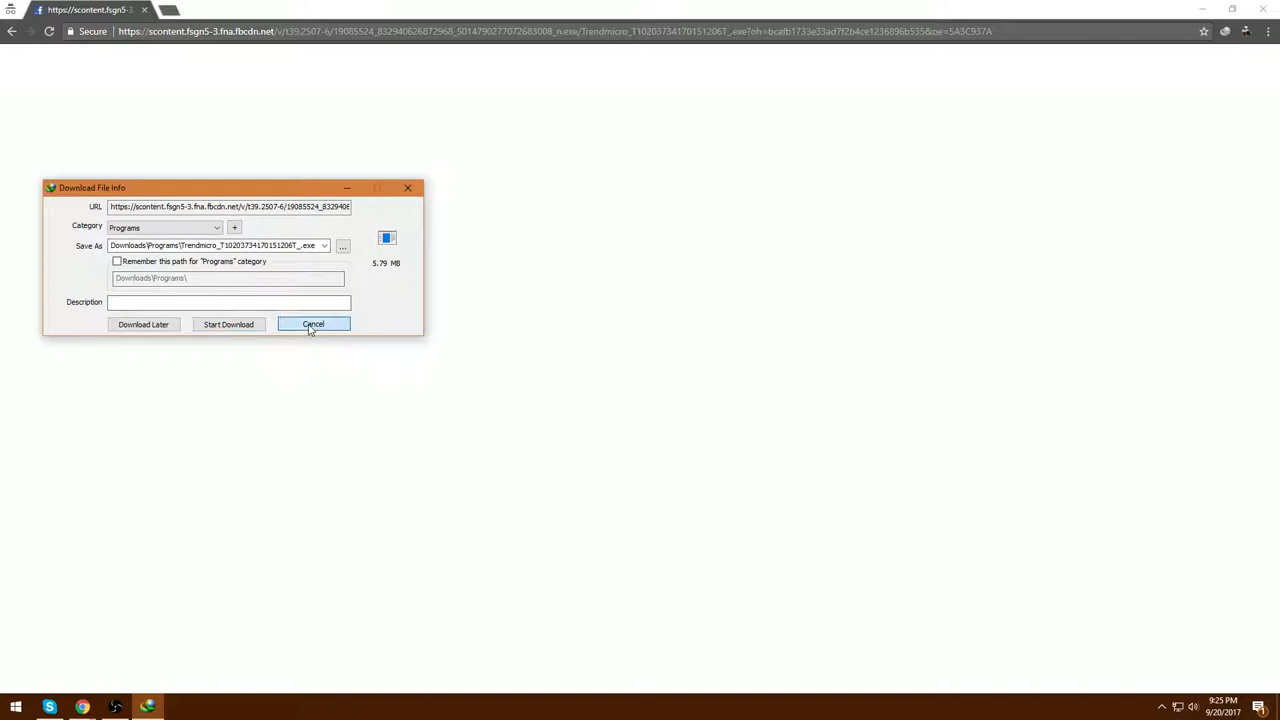 https://scontent.fsgn5-3.
Secure https://scontent.fsgn5-3.fna.fbcdn.net/v/t39.2507-6/19085524_832940626872968_5014790277072683008_n.exe/Trendmicro_T10203734170151206T_.exe?oh=bcafb1733e33ad7f2b4ce1236896b535&oe=5A3C937A
Download File Info
URL https://scontent.fsgn5-3.fna.fbcdn.net/v/t39.2507-6/19085524_8329406
Category Programs +
Save As Downloads\Programs\Trendmicro_T10203734170151206T_.exe ...
Remember this path for "Programs" category
5.79 MB
Downloads\Programs\
Description
Download Later Start Download Cancel
9:25 PM
9/20/2017
1